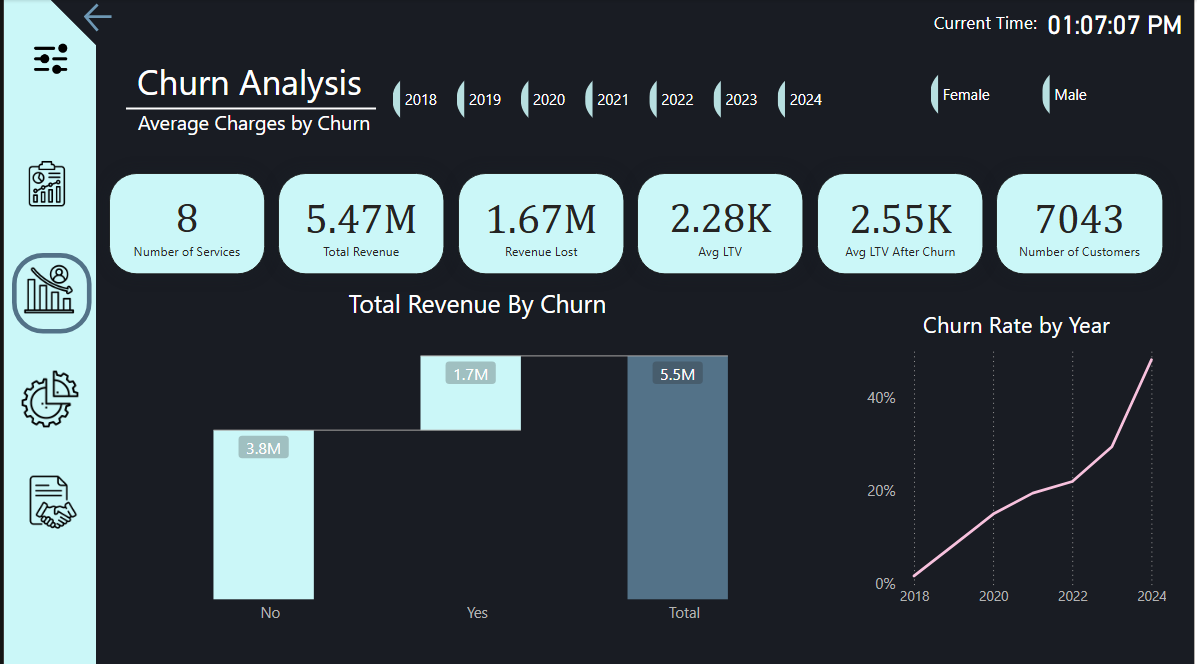 Current Time: 01:07:07 PM
Churn Analysis
Average Charges by Churn
2018 2019 2020 2021 2022 2023 2024
Female Male
8
Number of Services
5.47M
Total Revenue
1.67M
Revenue Lost
2.28K
Avg LTV
2.55K
Avg LTV After Churn
7043
Number of Customers
Total Revenue By Churn
3.8M
1.7M
5.5M
No Yes Total
Churn Rate by Year
40%
20%
0%
2018 2020 2022 2024